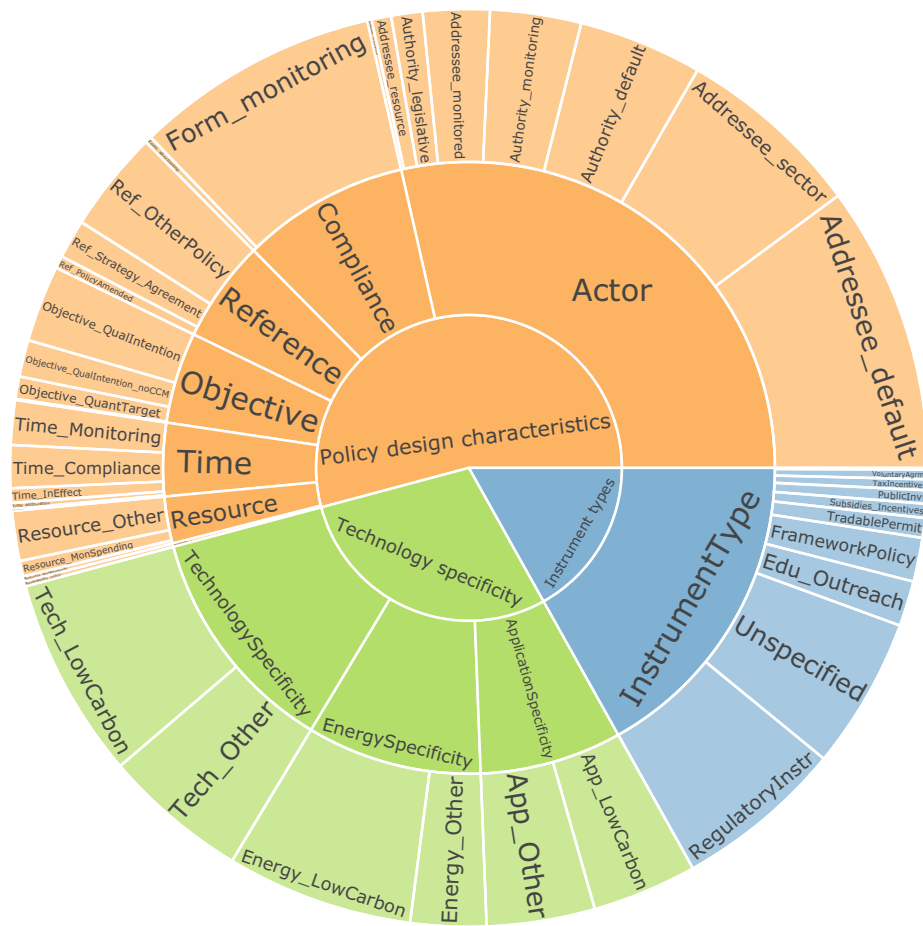 Policy design characteristics
Actor
Addressee_default
Addressee_sector
Authority_default
Authority_monitoring
Addressee_monitored
Authority_legislative
Addressee_resource
Compliance
Form_monitoring
Reference
Ref_OtherPolicy
Ref_Strategy_Agreement
Ref_PolicyAmended
Objective
Objective_QualIntention
Objective_QualIntention_noCCM
Objective_QuantTarget
Time
Time_Monitoring
Time_Compliance
Time_InEffect
Resource
Resource_Other
Resource_MonSpending
Technology specificity
TechnologySpecificity
Tech_LowCarbon
Tech_Other
EnergySpecificity
Energy_LowCarbon
Energy_Other
ApplicationSpecificity
App_Other
App_LowCarbon
Instrument types
InstrumentType
RegulatoryInstr
Unspecified
Edu_Outreach
FrameworkPolicy
TradablePermit
Subsidies_Incentives
PublicInv
TaxIncentives
VoluntaryAgrm